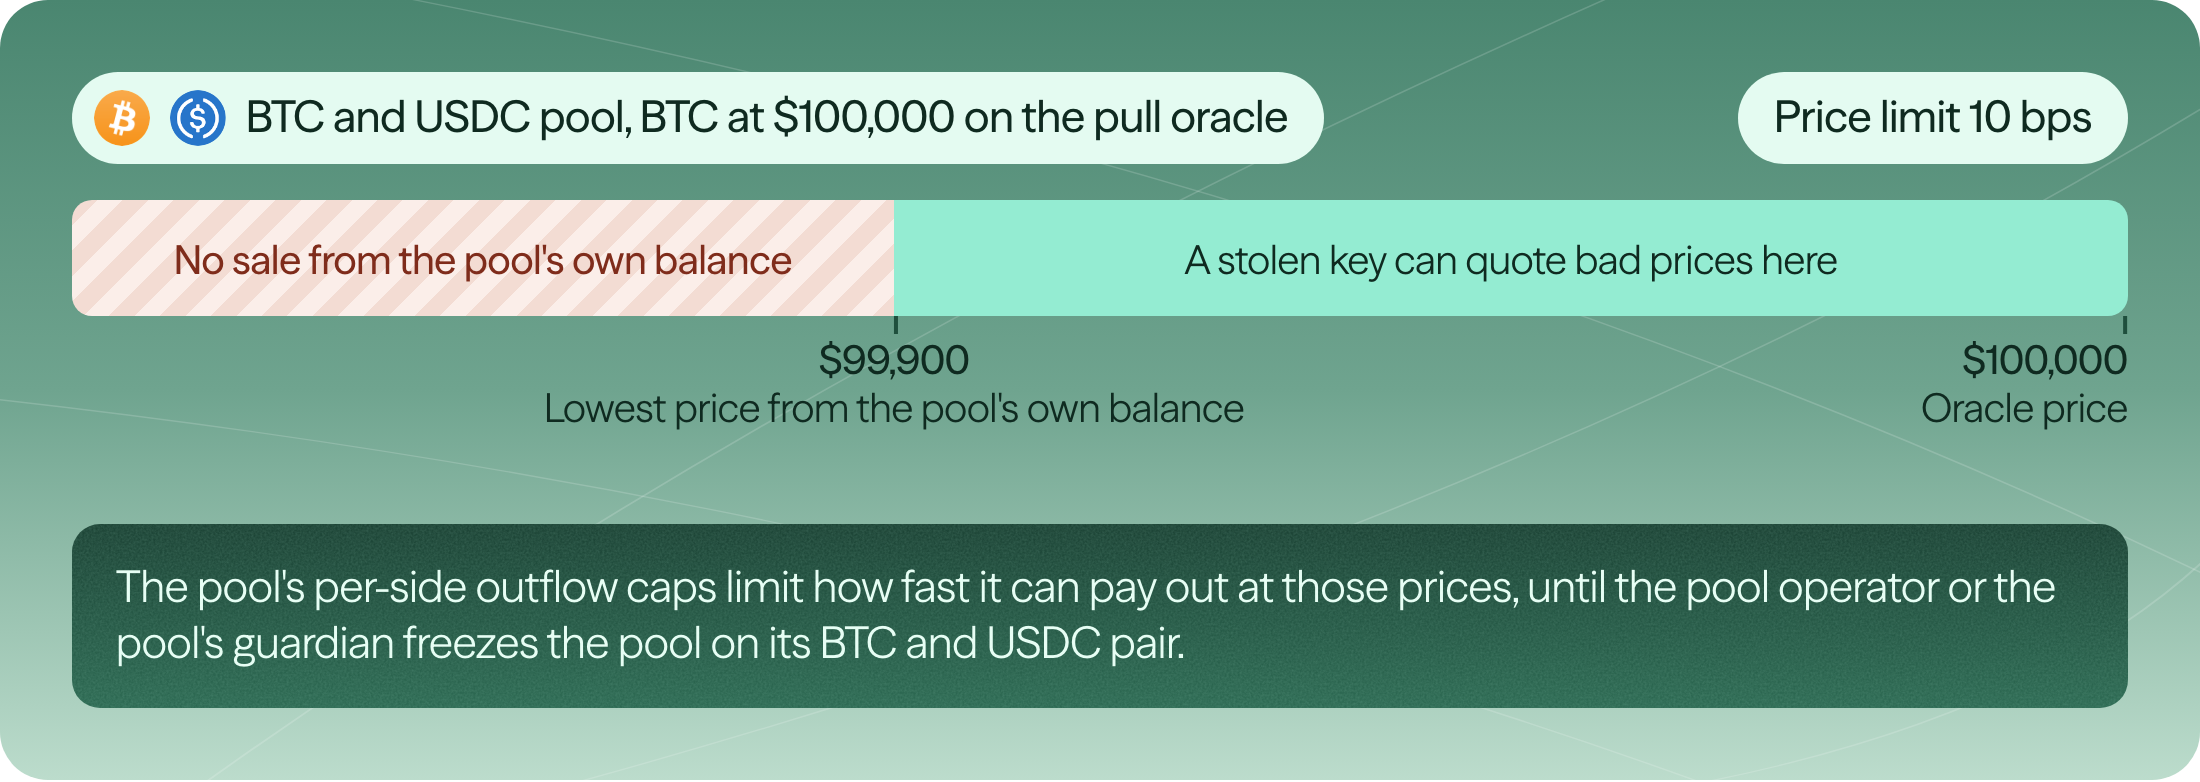 BTC and USDC pool, BTC at $100,000 on the pull oracle
Price limit 10 bps
No sale from the pool's own balance
A stolen key can quote bad prices here
$99,900
Lowest price from the pool's own balance
$100,000
Oracle price
The pool's per-side outflow caps limit how fast it can pay out at those prices, until the pool operator or the
pool's guardian freezes the pool on its BTC and USDC pair.